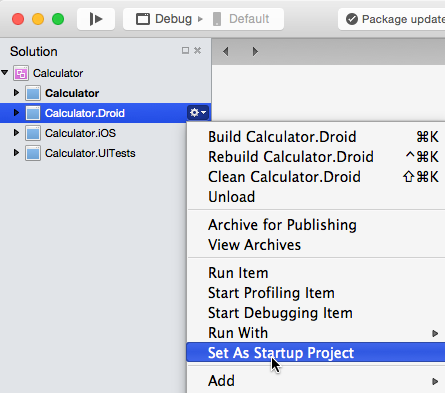 Debug
Default
Package update
Solution
Calculator
Calculator
Calculator.Droid
Calculator.iOS
Calculator.UITests
Build Calculator.Droid ⌘K
Rebuild Calculator.Droid ^⌘K
Clean Calculator.Droid ⇧⌘K
Unload
Archive for Publishing
View Archives
Run Item
Start Profiling Item
Start Debugging Item
Run With
Set As Startup Project
Add